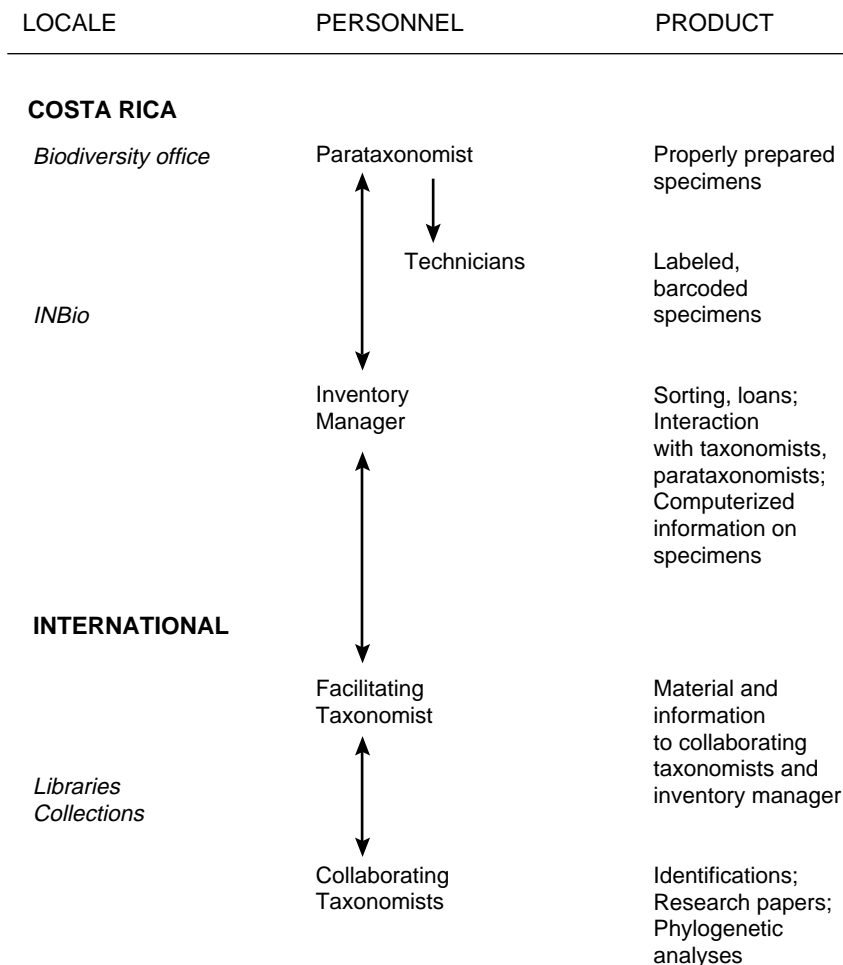 LOCALE PERSONNEL PRODUCT
COSTA RICA
Biodiversity office Parataxonomist Properly prepared
specimens
Technicians Labeled,
barcoded
INBio specimens
Inventory Sorting, loans;
Manager Interaction
with taxonomists,
parataxonomists;
Computerized
information on
specimens
INTERNATIONAL
Facilitating Material and
Taxonomist information
to collaborating
taxonomists and
Libraries inventory manager
Collections
Collaborating Identifications;
Taxonomists Research papers;
Phylogenetic
analyses